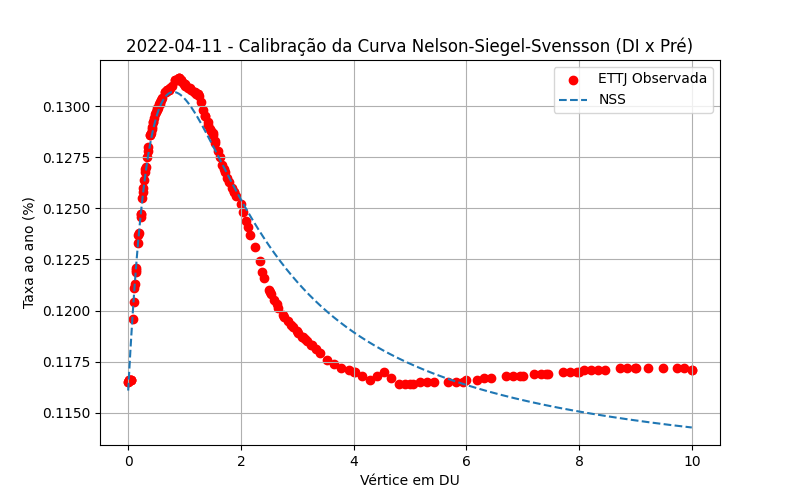 2022-04-11 - Calibração da Curva Nelson-Siegel-Svensson (DI x Pré)
ETTJ Observada
NSS
0.1300
0.1275
0.1250
0.1225
0.1200
0.1175
0.1150
Taxa ao ano (%)
0 2 4 6 8 10
Vértice em DU